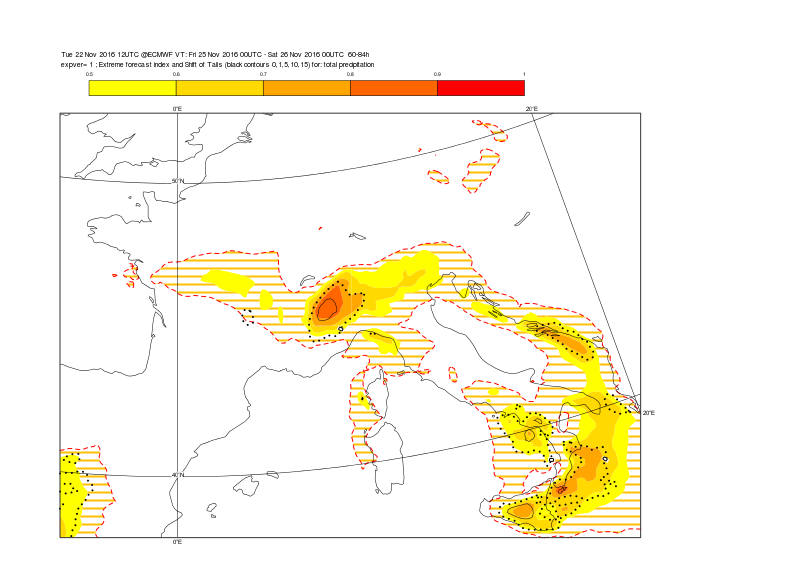 Tue 22 Nov 2016 12UTC @ECMWF VT: Fri 25 Nov 2016 00UTC - Sat 26 Nov 2016 00UTC 60-84h
expver= 1 ; Extreme forecast index and Shift of Tails (black contours 0,1,5,10,15) for: total precipitation
0.5 0.6 0.7 0.8 0.9 1
0°E 20°E
50°N
20°E
40°N
0°E